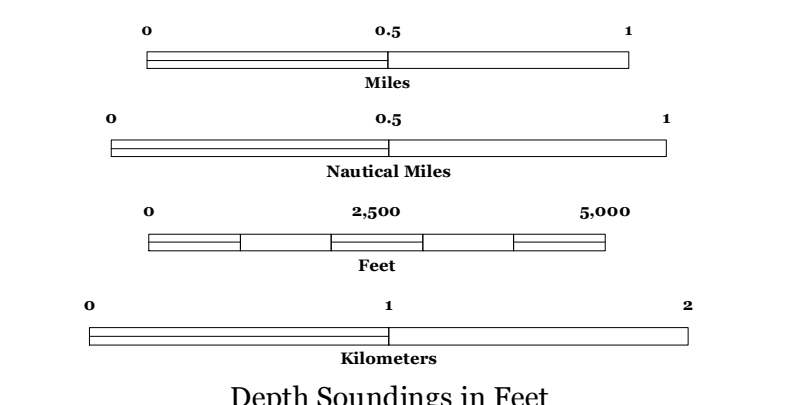 0 0.5 1
Miles
0 0.5 1
Nautical Miles
0 2,500 5,000
Feet
0 1 2
Kilometers
Depth Soundings in Feet